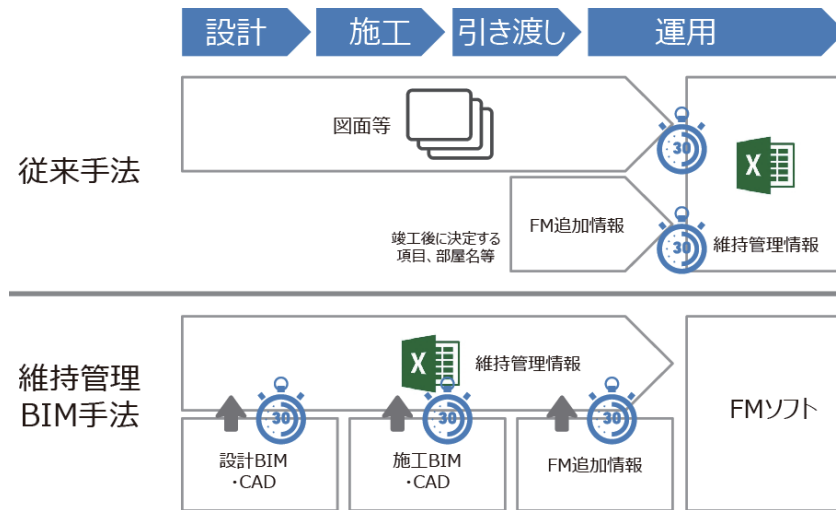 設計
施工
引き渡し
運用
従来手法
図面等
30
X
竣工後に決定する
項目、部屋名等
FM追加情報
30
維持管理情報
維持管理
BIM手法
X
維持管理情報
30
30
30
設計BIM
・CAD
施工BIM
・CAD
FM追加情報
FMソフト